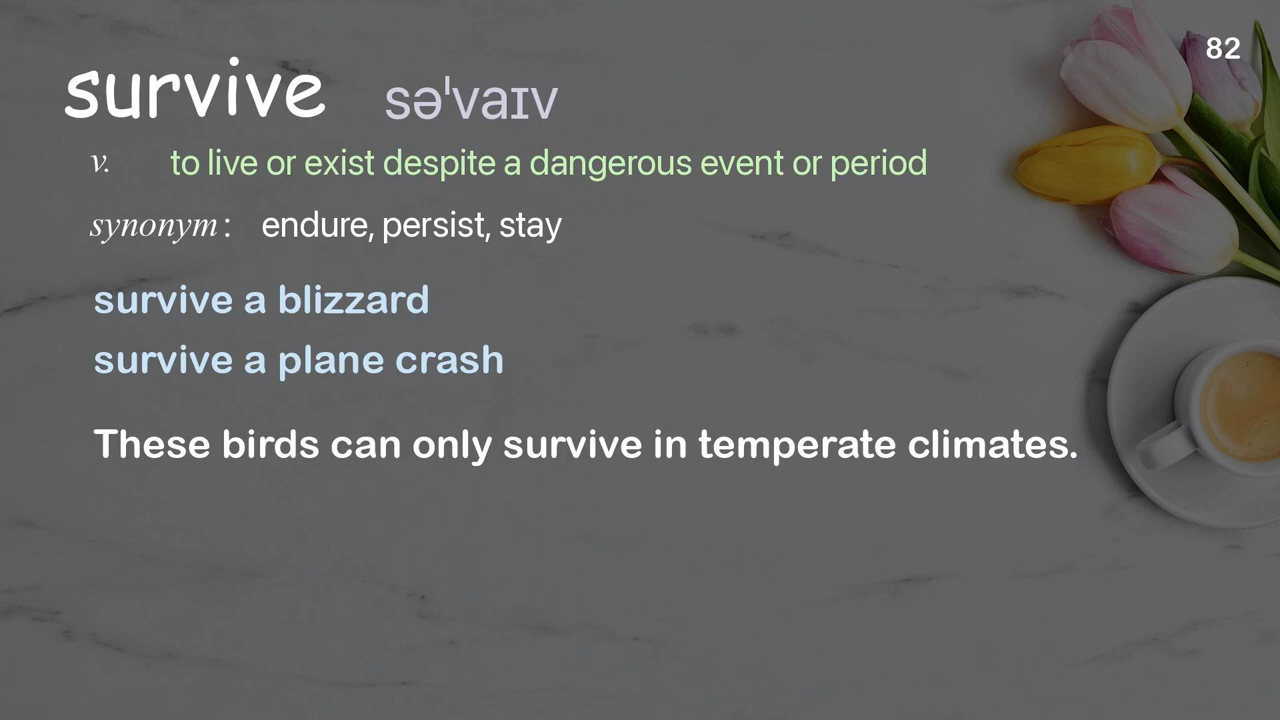 82
survive səˈvaɪv
v. to live or exist despite a dangerous event or period
synonym: endure, persist, stay
survive a blizzard
survive a plane crash
These birds can only survive in temperate climates.